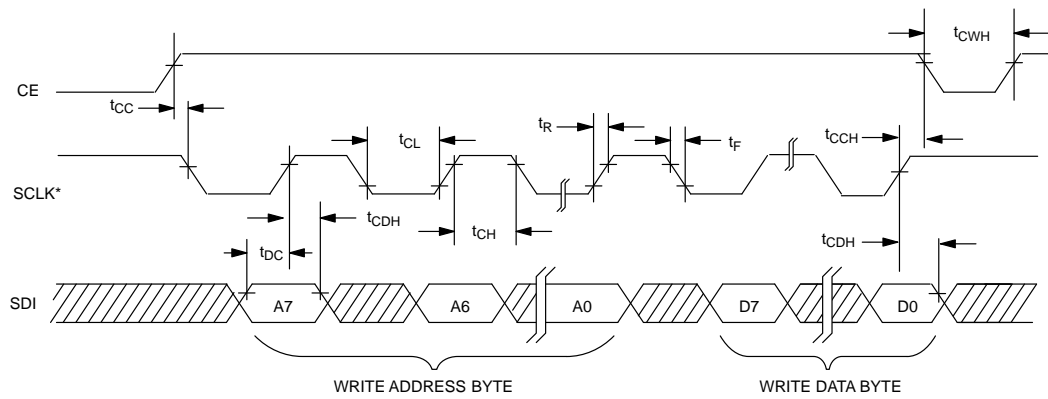 tCWH
CE
tCC
tCL
tR
tF
tCCH
SCLK*
tCDH
tCH
tCDH
tDC
SDI
A7
A6
A0
D7
D0
WRITE ADDRESS BYTE
WRITE DATA BYTE